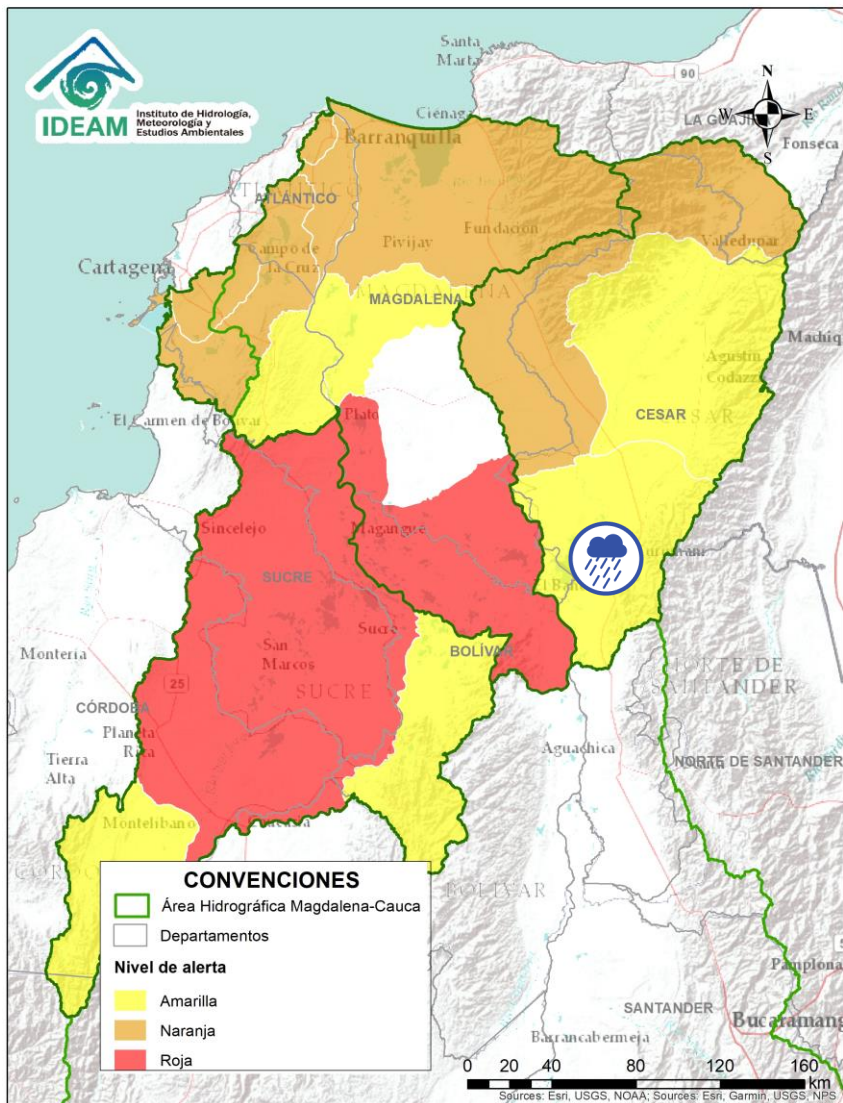 IDEAM
Instituto de Hidrología,
Meteorología y
Estudios Ambientales
Santa
Marta
90
N
W
E
S
LA GUAJIRA
Ciénaga
Fonseca
Barranquilla
ATLÁNTICO
Valledupar
Cartagena
Campo de
la Cruz
Pivijay
Fundación
MAGDALENA
Agustín
Codazzi
El Carmen de Bolívar
Plato
CESAR
Sincelejo
Magangué
SUCRE
Sucre
San
Marcos
SUCRE
BOLÍVAR
Montería
25
NORTE DE
SANTANDER
CÓRDOBA
Planeta
Rica
Tierra
Alta
Aguachica
NORTE DE SANTANDER
Montelíbano
BOLÍVAR
CONVENCIONES
Área Hidrográfica Magdalena-Cauca
Departamentos
Nivel de alerta
Amarilla
Naranja
Roja
Pamplona
SANTANDER
Barrancabermeja
0 20 40 80 120 160
km
Sources: Esri, USGS, NOAA; Sources: Esri, Garmin, USGS, NPS